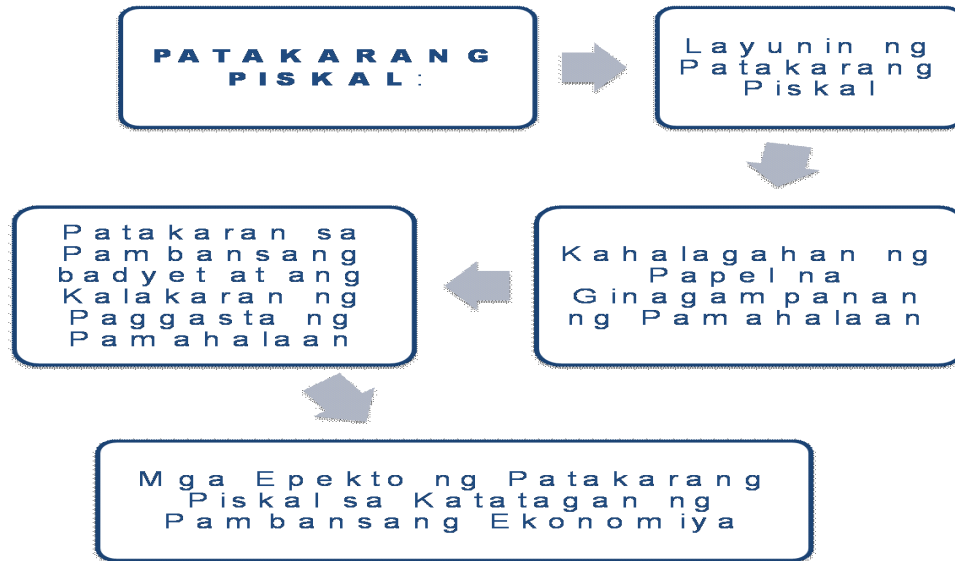 PATAKARANG
PISKAL:
Layunin ng
Patakarang
Piskal
Kahalagahan ng
Papel na
Ginagampanan
ng Pamahalaan
Patakaran sa
Pambansang
badyet at ang
Kalakaran ng
Paggasta ng
Pamahalaan
Mga Epekto ng Patakarang
Piskal sa Katatagan ng
Pambansang Ekonomiya